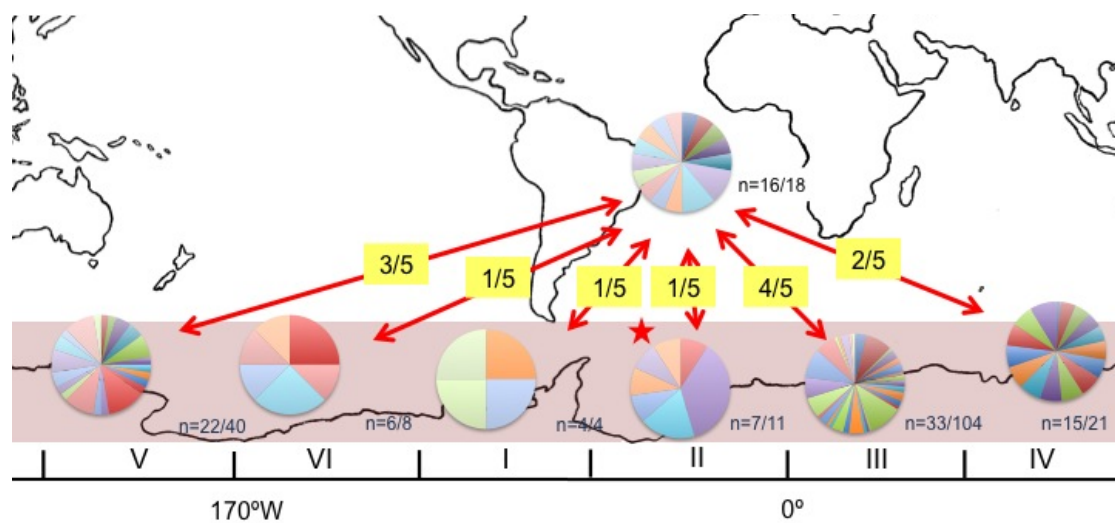 n=16/18
3/5
1/5
1/5
1/5
4/5
2/5
n=22/40
n=6/8
n=4/4
n=7/11
n=33/104
n=15/21
V
VI
I
II
III
IV
170ºW
0º